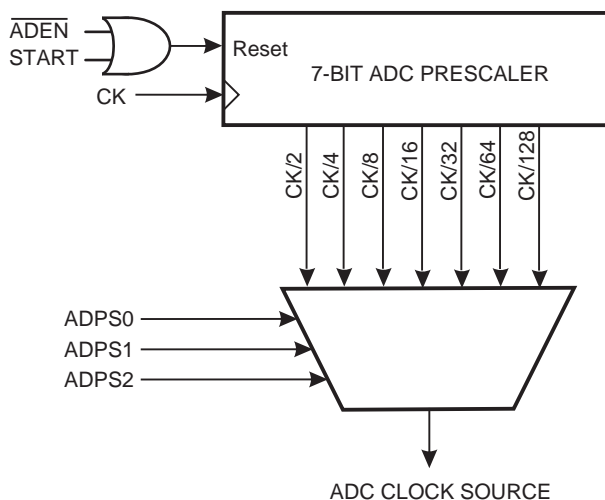 ADEN
START
Reset
7-BIT ADC PRESCALER
CK
CK/2
CK/4
CK/8
CK/16
CK/32
CK/64
CK/128
ADPS0
ADPS1
ADPS2
ADC CLOCK SOURCE